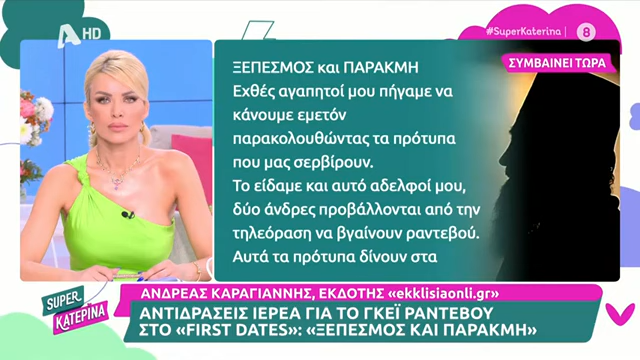 A HD
#SuperKaterina
8
ΣΥΜΒΑΙΝΕΙ ΤΩΡΑ
ΞΕΠΕΣΜΟΣ και ΠΑΡΑΚΜΗ
Εχθές αγαπητοί μου πήγαμε να
κάνουμε εμετόν
παρακολουθώντας τα πρότυπα
που μας σερβίρουν.
Το είδαμε και αυτό αδελφοί μου,
δύο άνδρες προβάλλονται από την
τηλεόραση να βγαίνουν ραντεβού.
Αυτά τα πρότυπα δίνουν στα
SUPER
ΚΑΤΕΡΙΝΑ
ΑΝΔΡΕΑΣ ΚΑΡΑΓΙΑΝΝΗΣ, ΕΚΔΟΤΗΣ «ekklisiaonli.gr»
ΑΝΤΙΔΡΑΣΕΙΣ ΙΕΡΕΑ ΓΙΑ ΤΟ ΓΚΕΪ ΡΑΝΤΕΒΟΥ
ΣΤΟ «FIRST DATES»: «ΞΕΠΕΣΜΟΣ ΚΑΙ ΠΑΡΑΚΜΗ»